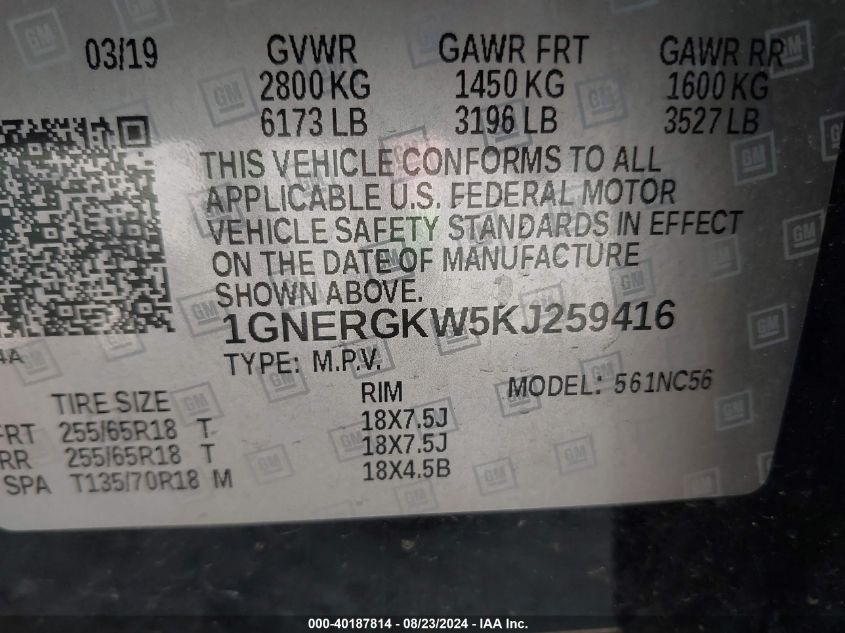 03/19 GVWR GAWR FRT GAWR RR
2800 KG 1450 KG 1600 KG
6173 LB 3196 LB 3527 LB
THIS VEHICLE CONFORMS TO ALL
APPLICABLE U.S. FEDERAL MOTOR
VEHICLE SAFETY STANDARDS IN EFFECT
ON THE DATE OF MANUFACTURE
SHOWN ABOVE.
1GNERGKW5KJ259416
4A TYPE: M.P.V.
TIRE SIZE RIM MODEL: 561NC56
FRT 255/65R18 T 18X7.5J
RR 255/65R18 T 18X7.5J
SPA T135/70R18 M 18X4.5B
GM
000-40187814 - 08/23/2024 - IAA Inc.